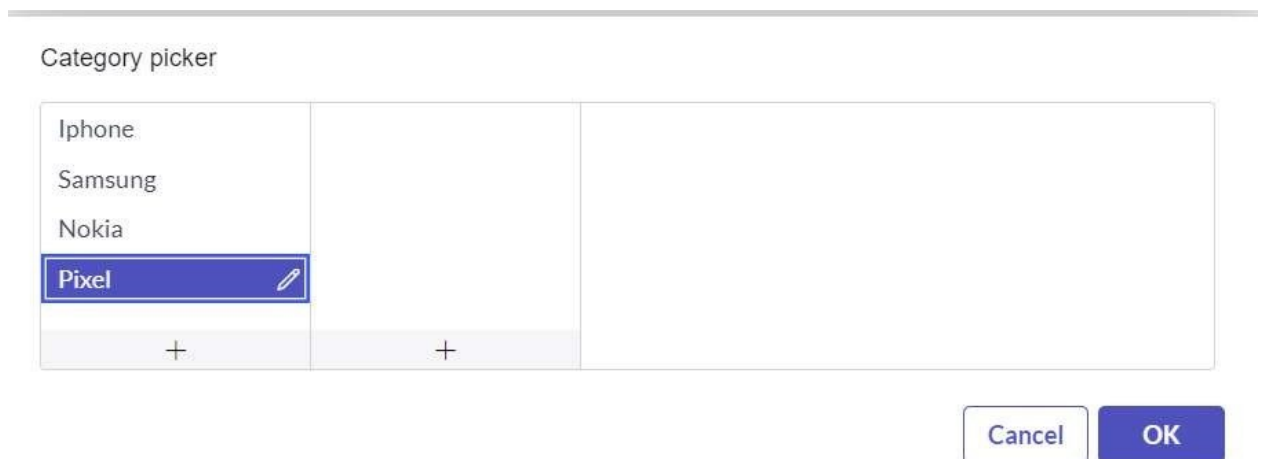 Category picker
Iphone
Samsung
Nokia
Pixel
+ +
Cancel OK